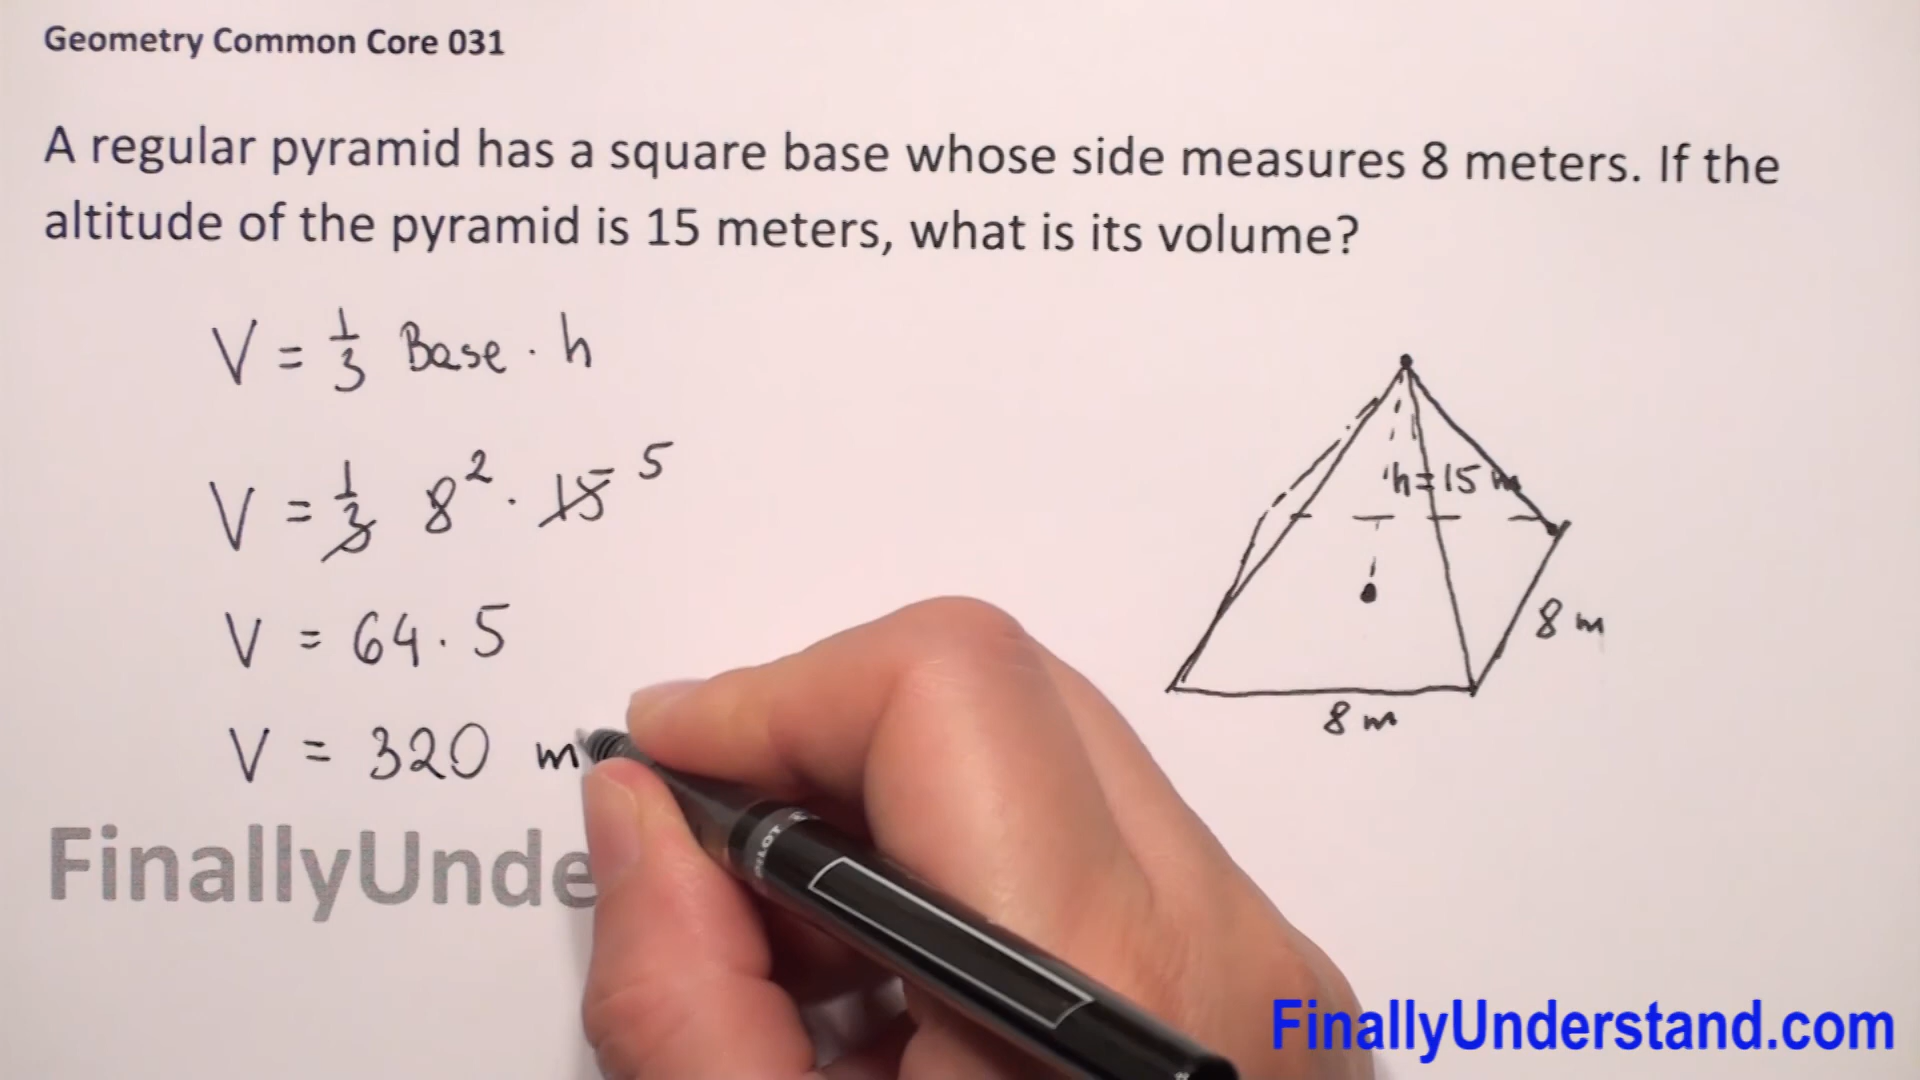 Geometry Common Core 031
A regular pyramid has a square base whose side measures 8 meters. If the
altitude of the pyramid is 15 meters, what is its volume?
V = 1/3 Base · h
V = 1/3 8² · 15 5
h = 15 m
V = 64 · 5
8 m
8 m
V = 320 m
FinallyUnde
PILOT
FinallyUnderstand.com